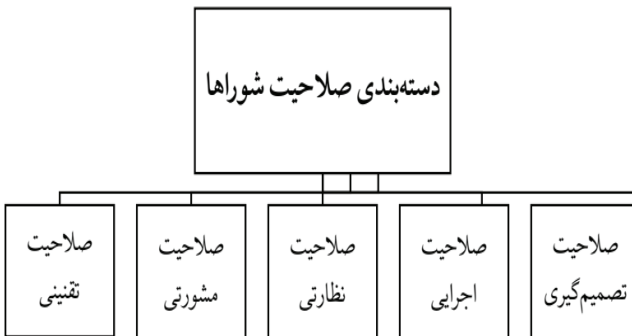 دسته‌بندی صلاحیت شوراها
صلاحیت
تصمیم‌گیری
صلاحیت
اجرایی
صلاحیت
نظارتی
صلاحیت
مشورتی
صلاحیت
تقنینی